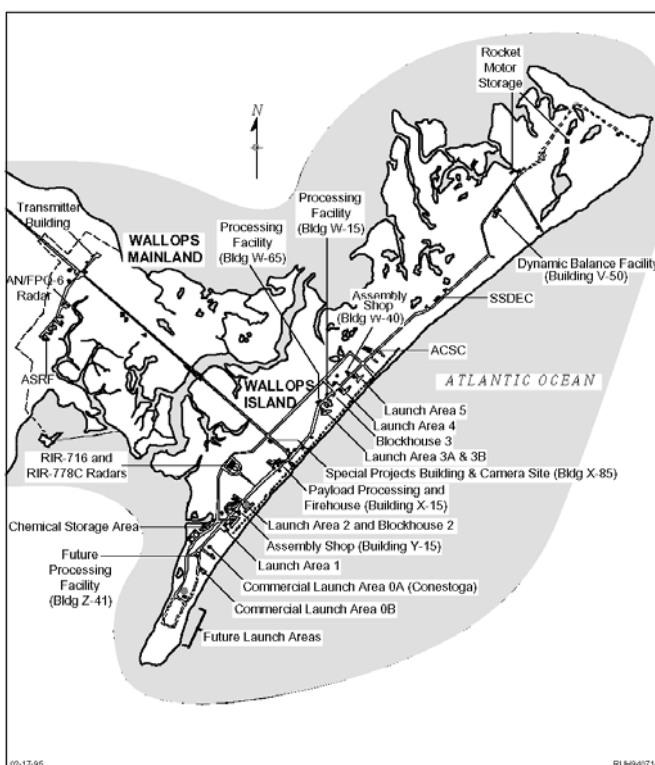 Rocket
Motor
Storage
N
Processing
Facility
(Bldg W-15)
Transmitter
Building
Processing
Facility
(Bldg W-65)
WALLOPS
MAINLAND
Dynamic Balance Facility
(Building V-50)
AN/FPQ-6
Radar
SSDEC
Assembly
Shop
(Bldg W-40)
ACSC
ASRF
WALLOPS
ISLAND
ATLANTIC OCEAN
Launch Area 5
Launch Area 4
Blockhouse 3
Launch Area 3A & 3B
RIR-716 and
RIR-778C Radars
Special Projects Building & Camera Site (Bldg X-85)
Payload Processing and
Firehouse (Building X-15)
Chemical Storage Area
Launch Area 2 and Blockhouse 2
Assembly Shop (Building Y-15)
Future
Processing
Facility
(Bldg Z-41)
Launch Area 1
Commercial Launch Area 0A (Conestoga)
Commercial Launch Area 0B
Future Launch Areas
02-17-95